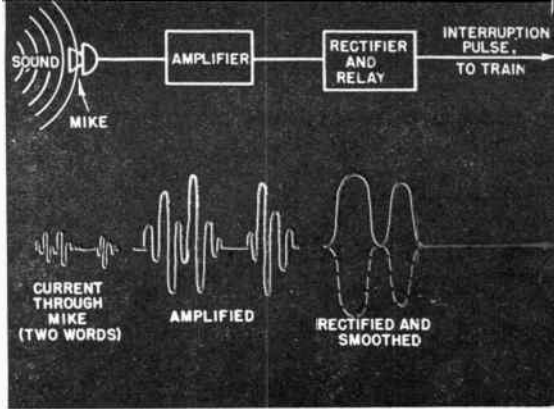 SOUND
MIKE
AMPLIFIER
RECTIFIER
AND
RELAY
INTERRUPTION
PULSE,
TO TRAIN
CURRENT
THROUGH
MIKE
(TWO WORDS)
AMPLIFIED
RECTIFIED AND
SMOOTHED